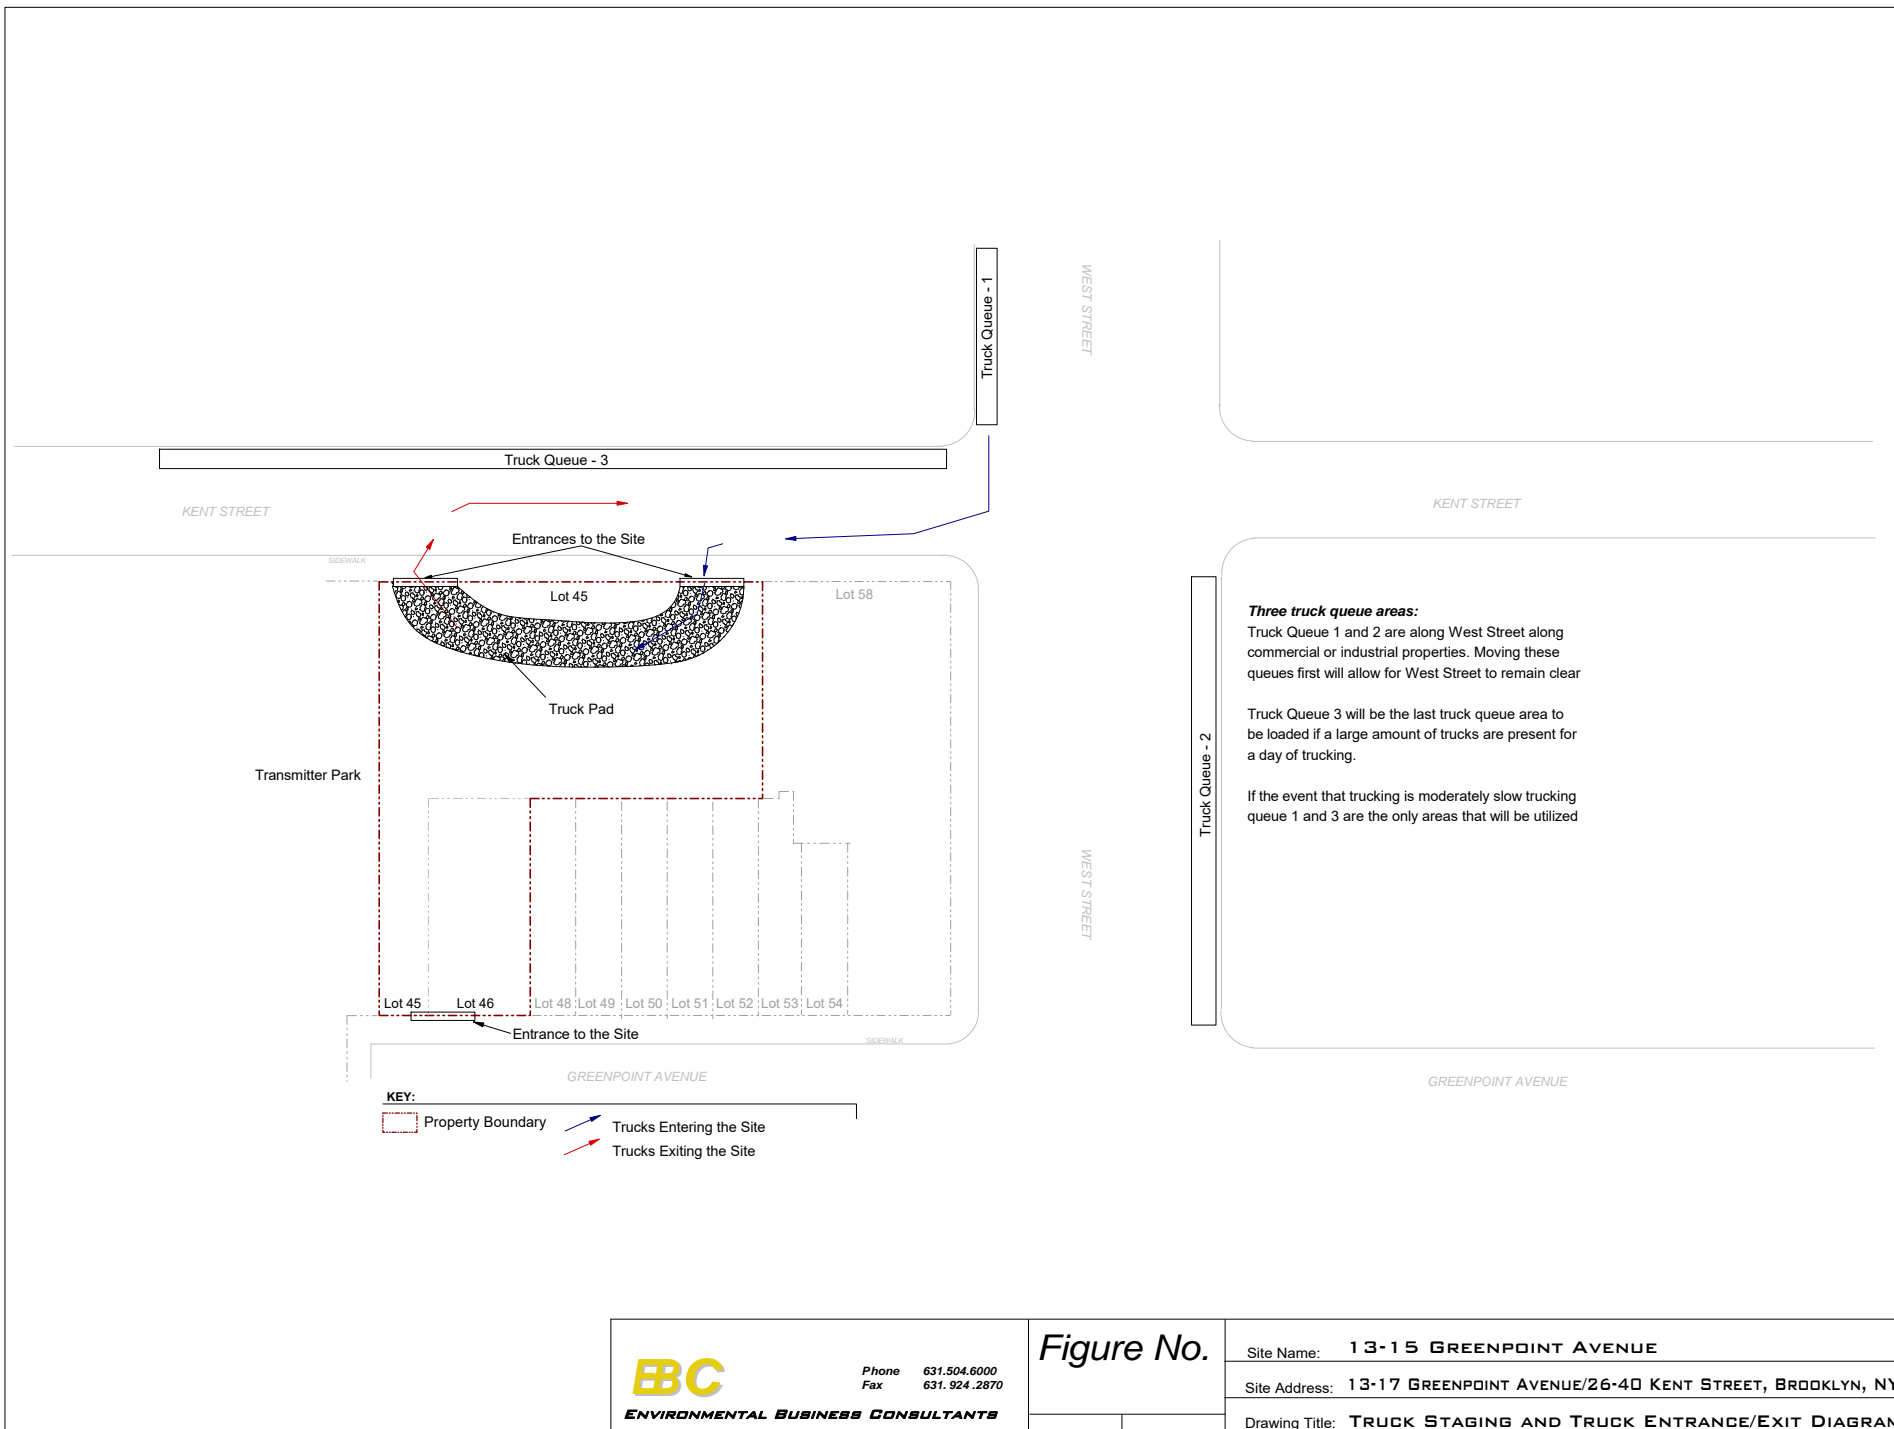 WEST STREET
Truck Queue - 1
Truck Queue - 3
KENT STREET
KENT STREET
Entrances to the Site
SIDEWALK
Lot 45
Lot 58
Truck Pad
Transmitter Park
Truck Queue - 2
Three truck queue areas:
Truck Queue 1 and 2 are along West Street along
commercial or industrial properties. Moving these
queues first will allow for West Street to remain clear
Truck Queue 3 will be the last truck queue area to
be loaded if a large amount of trucks are present for
a day of trucking.
If the event that trucking is moderately slow trucking
queue 1 and 3 are the only areas that will be utilized
WEST STREET
Lot 45
Lot 46
Lot 48
Lot 49
Lot 50
Lot 51
Lot 52
Lot 53
Lot 54
Entrance to the Site
SIDEWALK
GREENPOINT AVENUE
GREENPOINT AVENUE
KEY:
Property Boundary
Trucks Entering the Site
Trucks Exiting the Site
EBC
Phone 631.504.6000
Fax 631.924.2870
ENVIRONMENTAL BUSINESS CONSULTANTS
Figure No.
Site Name: 13-15 GREENPOINT AVENUE
Site Address: 13-17 GREENPOINT AVENUE/26-40 KENT STREET, BROOKLYN, NY
Drawing Title: TRUCK STAGING AND TRUCK ENTRANCE/EXIT DIAGRAM